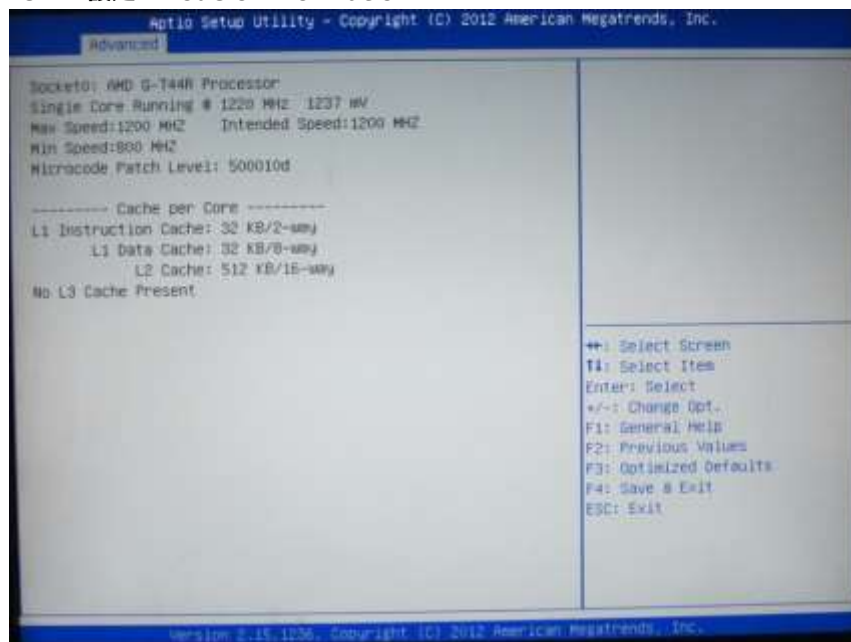 Aptio Setup Utility - Copyright (C) 2012 American Megatrends, Inc.
Advanced
Socket0: AMD G-T44R Processor
Single Core Running @ 1220 MHz 1237 mV
Max Speed:1200 MHZ Intended Speed:1200 MHZ
Min Speed:800 MHZ
Microcode Patch Level: 500010d
--------- Cache per Core ---------
L1 Instruction Cache: 32 KB/2-way
L1 Data Cache: 32 KB/8-way
L2 Cache: 512 KB/16-way
No L3 Cache Present
↔: Select Screen
↑↓: Select Item
Enter: Select
+/-: Change Opt.
F1: General Help
F2: Previous Values
F3: Optimized Defaults
F4: Save & Exit
ESC: Exit
Version 2.15.1236. Copyright (C) 2012 American Megatrends, Inc.